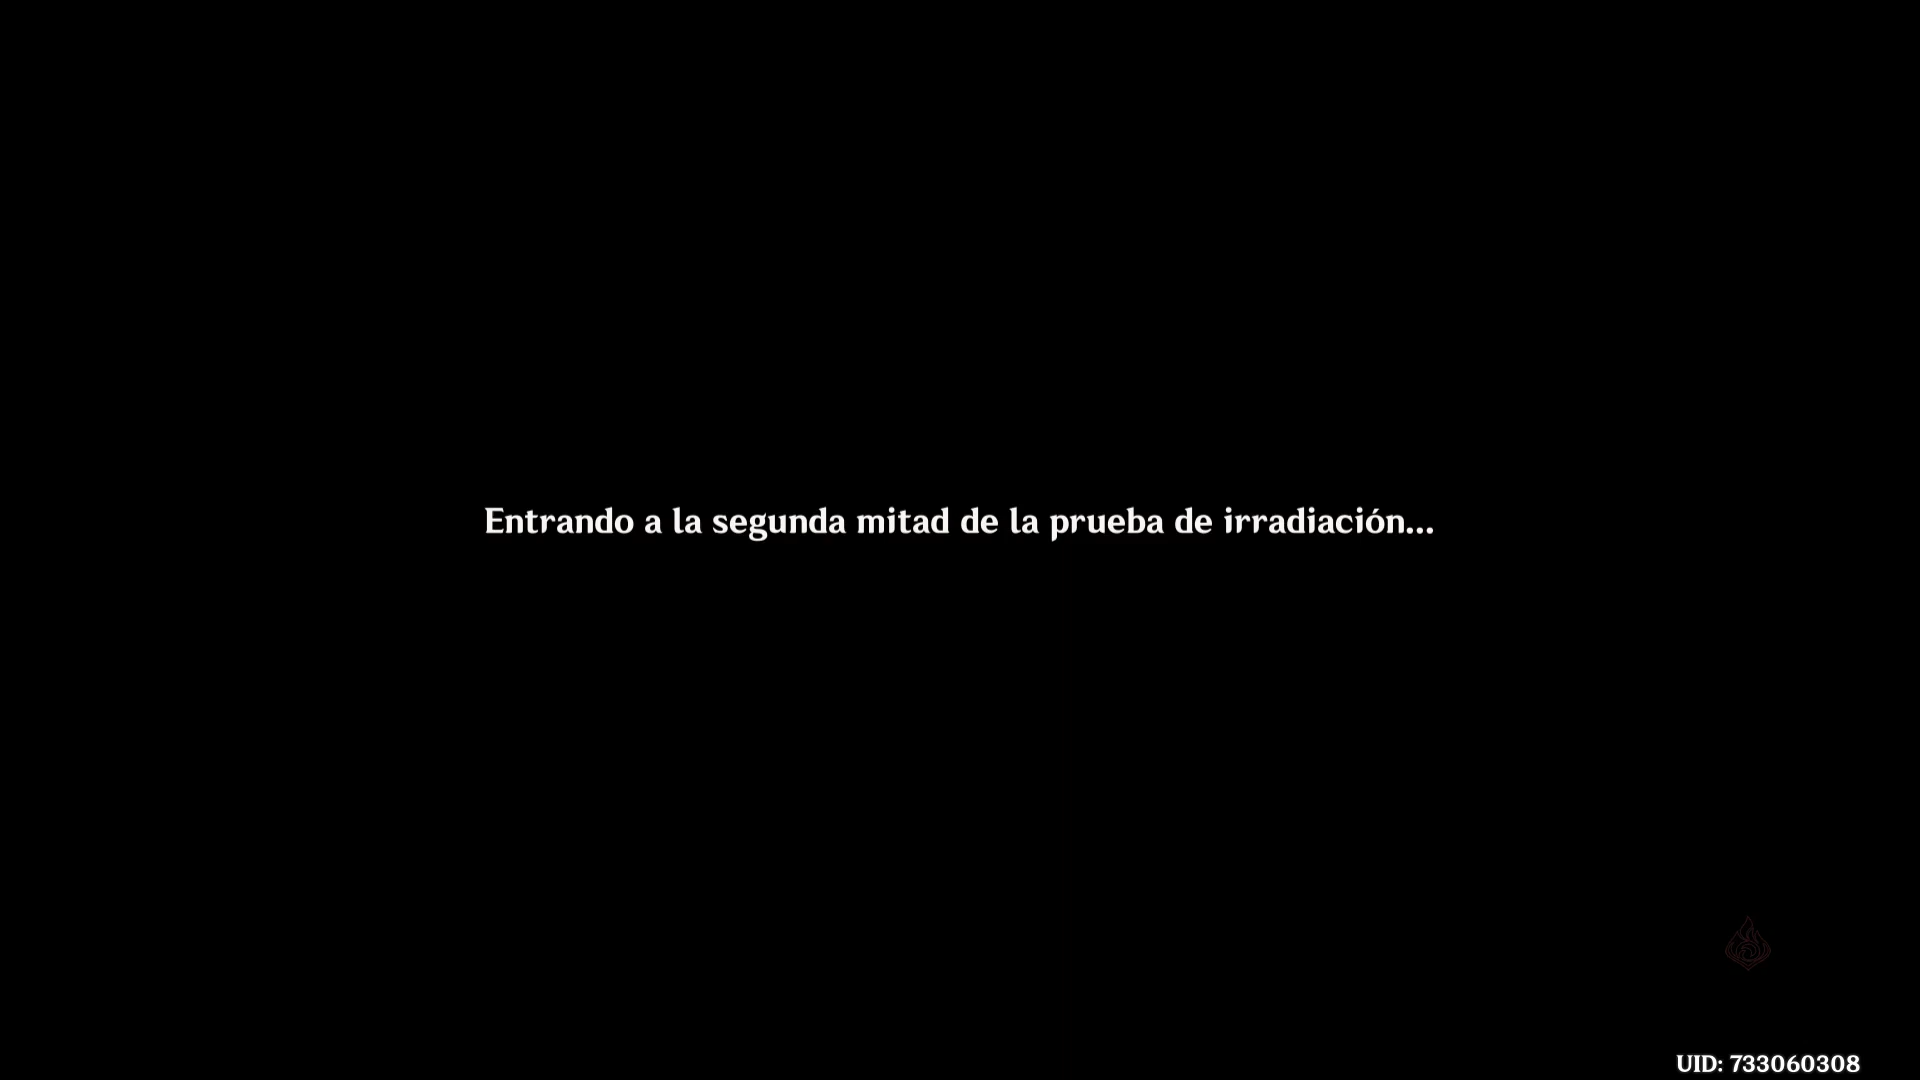 Entrando a la segunda mitad de la prueba de irradiación...
UID: 733060308